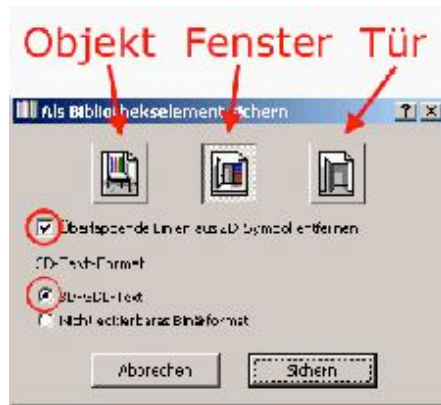 Objekt Fenster Tür
Als Bibliothekselement sichern
Überlappende Linien aus 2D Symbol entfernen
3D-Text-Format
3D-GDL-Text
Nicht editierbares Binärformat
Abbrechen Sichern